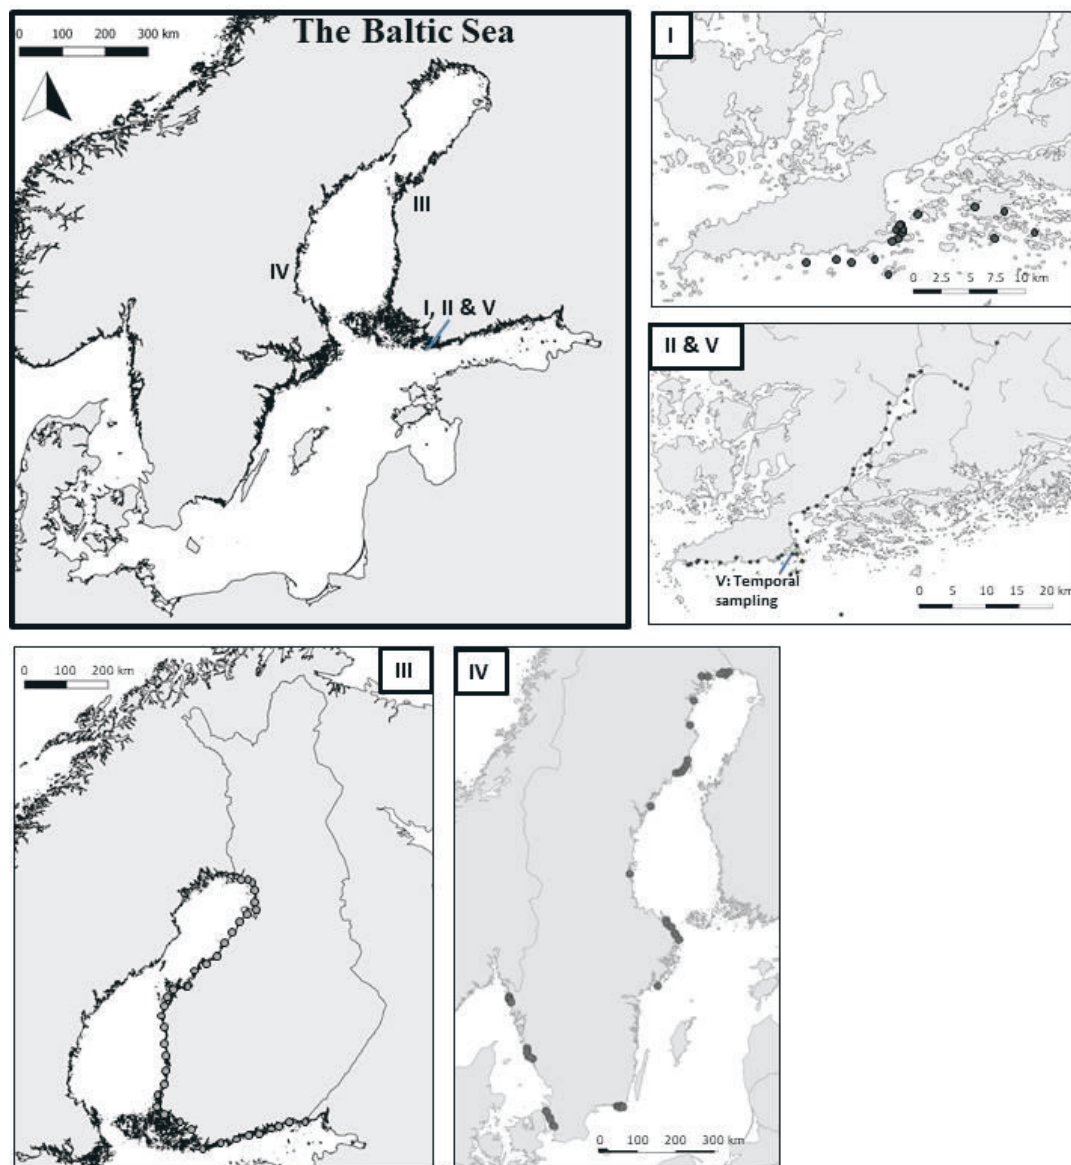 The Baltic Sea
0 100 200 300 km
III
IV
I, II & V
I
0 2.5 5 7.5 10 km
II & V
V: Temporal
sampling
0 5 10 15 20 km
III
0 100 200 km
IV
0 100 200 300 km